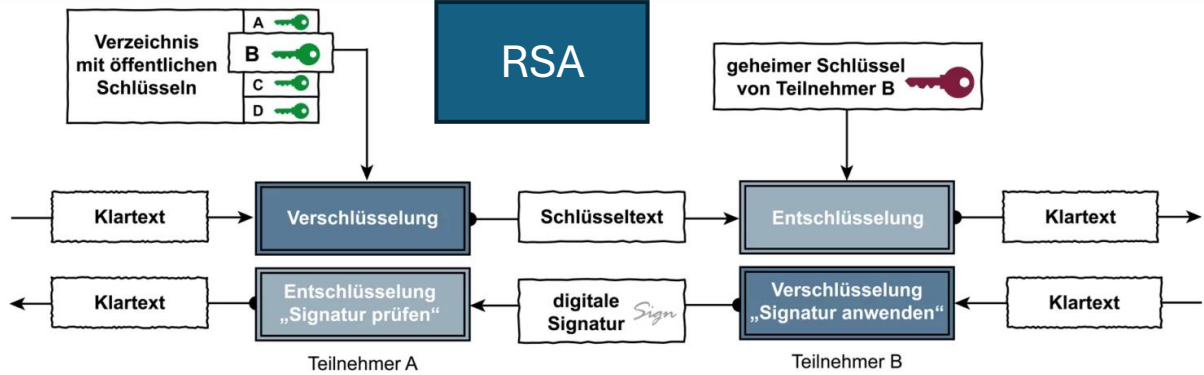 Verzeichnis
mit öffentlichen
Schlüsseln
A
B
C
D
RSA
geheimer Schlüssel
von Teilnehmer B
Klartext
Verschlüsselung
Schlüsseltext
Entschlüsselung
Klartext
Klartext
Entschlüsselung
„Signatur prüfen“
digitale
Signatur
Sign
Verschlüsselung
„Signatur anwenden“
Klartext
Teilnehmer A
Teilnehmer B